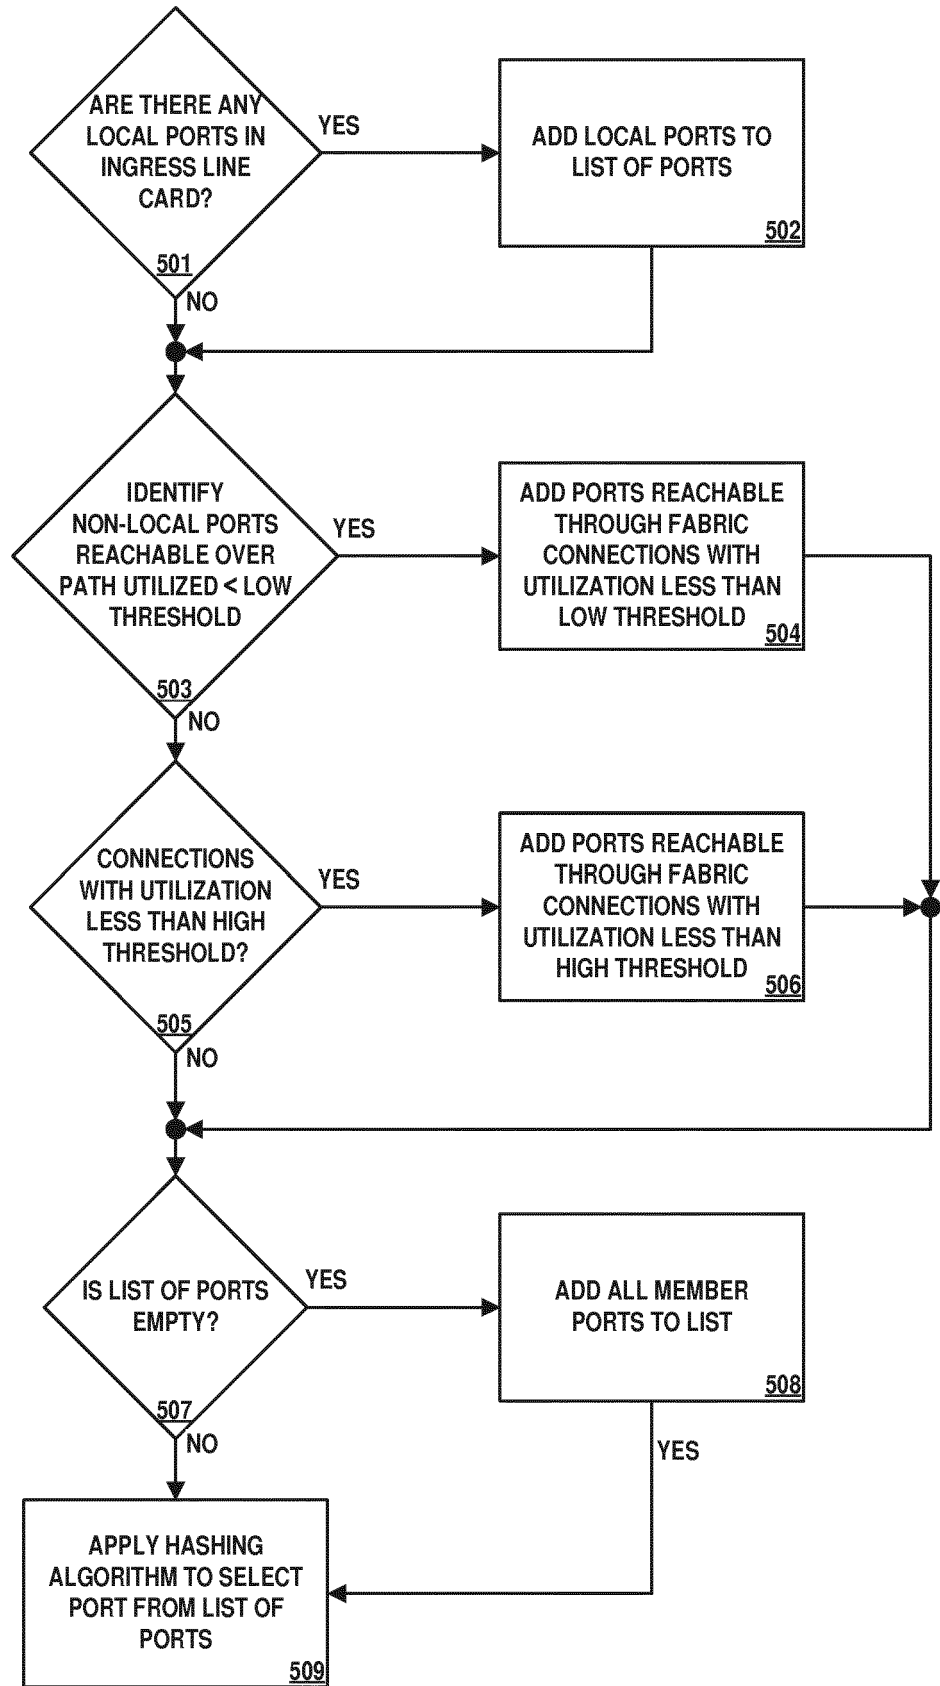 ARE THERE ANY
LOCAL PORTS IN
INGRESS LINE
CARD?
501
YES
ADD LOCAL PORTS TO
LIST OF PORTS
502
NO
IDENTIFY
NON-LOCAL PORTS
REACHABLE OVER
PATH UTILIZED < LOW
THRESHOLD
503
YES
ADD PORTS REACHABLE
THROUGH FABRIC
CONNECTIONS WITH
UTILIZATION LESS THAN
LOW THRESHOLD
504
NO
CONNECTIONS
WITH UTILIZATION
LESS THAN HIGH
THRESHOLD?
505
YES
ADD PORTS REACHABLE
THROUGH FABRIC
CONNECTIONS WITH
UTILIZATION LESS THAN
HIGH THRESHOLD
506
NO
IS LIST OF PORTS
EMPTY?
507
YES
ADD ALL MEMBER
PORTS TO LIST
508
NO
YES
APPLY HASHING
ALGORITHM TO SELECT
PORT FROM LIST OF
PORTS
509